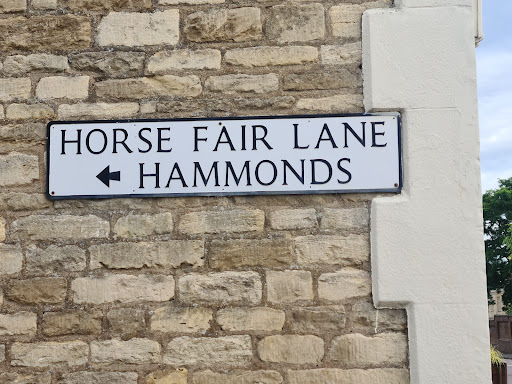 HORSE FAIR LANE
← HAMMONDS